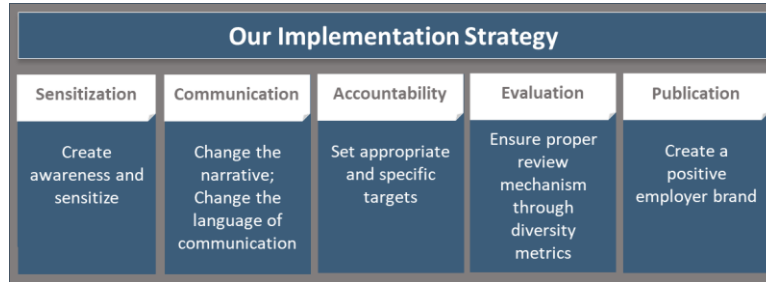 Our Implementation Strategy
Sensitization
Create
awareness and
sensitize
Communication
Change the
narrative;
Change the
language of
communication
Accountability
Set appropriate
and specific
targets
Evaluation
Ensure proper
review
mechanism
through
diversity
metrics
Publication
Create a
positive
employer brand